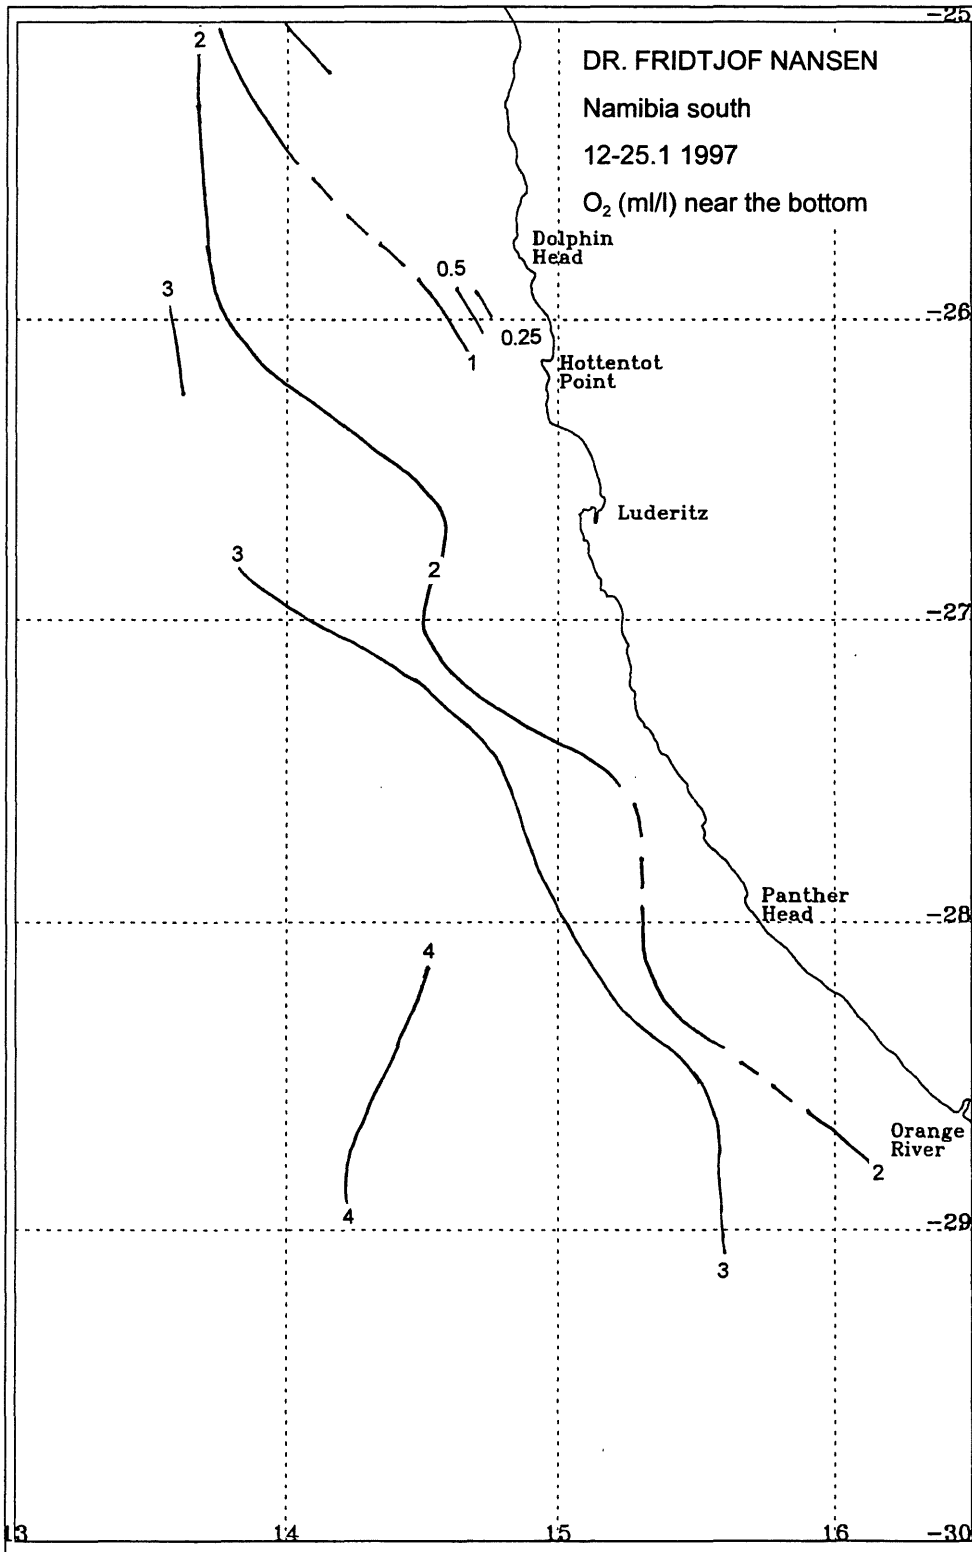 -25
2
DR. FRIDTJOF NANSEN
Namibia south
12-25.1 1997
O₂ (ml/l) near the bottom
Dolphin
Head
0.5
3
-26
0.25
1
Hottentot
Point
Luderitz
3
2
-27
Panther
Head
-28
4
Orange
River
2
4
-29
3
13
14
15
16
-30